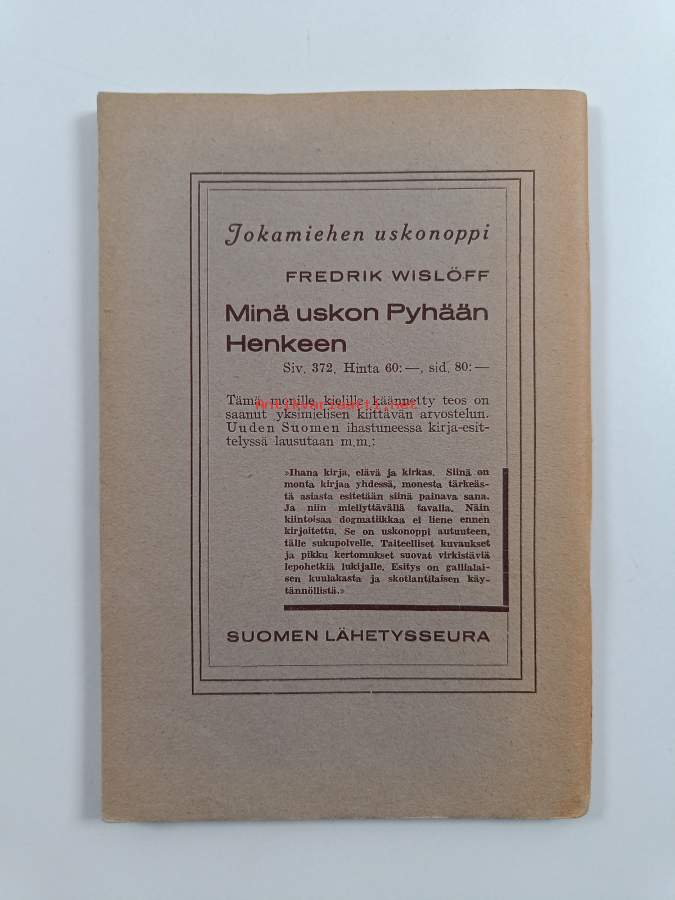 Jokamiehen uskonoppi
FREDRIK WISLÖFF
Minä uskon Pyhään
Henkeen
Siv. 372, Hinta 60:—, sid. 80:—
Tämä monille kielille käännetty teos on
Antikvariaatti.net
saanut yksimielisen kiittävän arvostelun.
Uuden Suomen ihastuneessa kirja-esit-
telyssä lausutaan m.m.:
»Ihana kirja, elävä ja kirkas. Siinä on
monta kirjaa yhdessä, monesta tärkeäs-
tä asiasta esitetään siinä painava sana.
Ja niin miellyttävällä tavalla. Näin
kiintoisaa dogmatiikkaa ei liene ennen
kirjoitettu. Se on uskonoppi autuuteen,
tälle sukupolvelle. Taiteelliset kuvaukset
ja pikku kertomukset suovat virkistäviä
lepohetkiä lukijalle. Esitys on gallialai-
sen kuulakasta ja skotlantilaisen käy-
tännöllistä.»
SUOMEN LÄHETYSSEURA